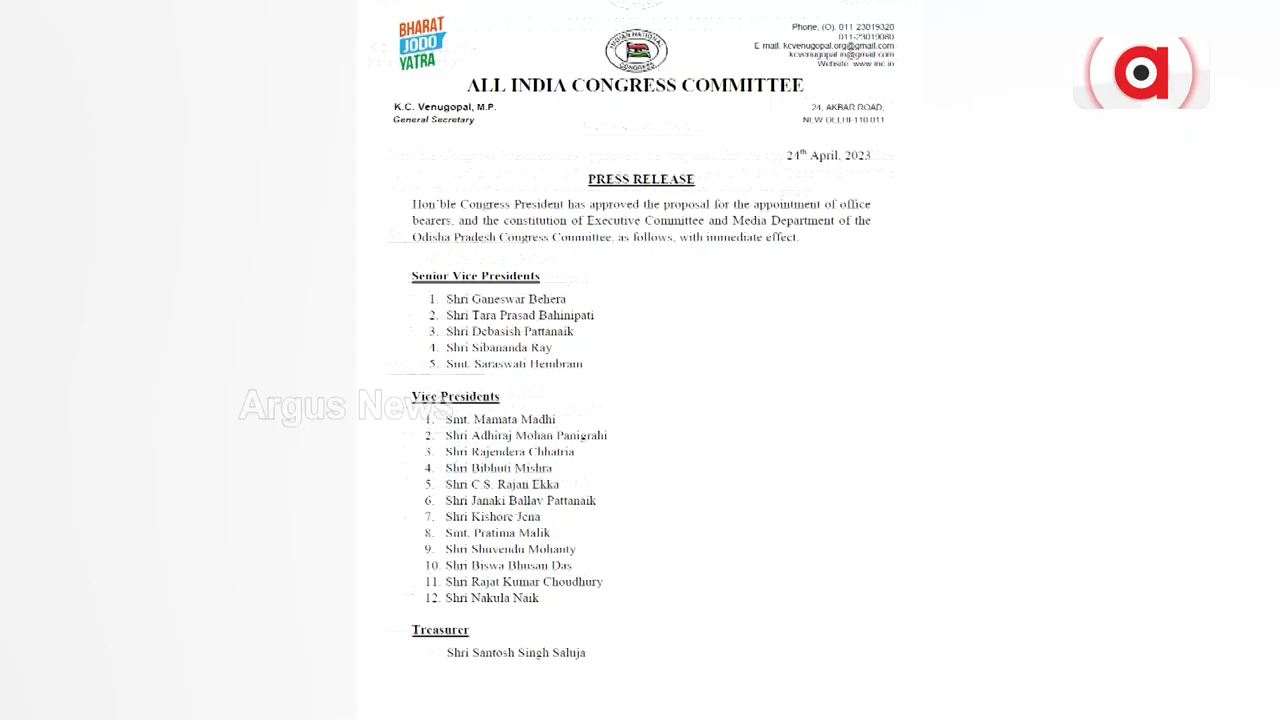 BHARAT
JODO
YATRA
INDIAN NATIONAL
CONGRESS
Phone, (O). 011 23019320
011-23019080
E mail: kcvenugopal.org@gmail.com
kcvenugopal.in@gmail.com
Website www inc in
ALL INDIA CONGRESS COMMITTEE
K.C. Venugopal, M.P.
General Secretary
24, AKBAR ROAD,
NEW DELHI-110 011
24th April, 2023
PRESS RELEASE
Hon'ble Congress President has approved the proposal for the appointment of office
bearers, and the constitution of Executive Committee and Media Department of the
Odisha Pradesh Congress Committee, as follows, with immediate effect.
Senior Vice Presidents
1. Shri Ganeswar Behera
2. Shri Tara Prasad Bahinipati
3. Shri Debasish Pattanaik
4. Shri Sibananda Ray
5. Smt. Saraswati Hembram
Argus News
Vice Presidents
1. Smt. Mamata Madhi
2. Shri Adhiraj Mohan Panigrahi
3. Shri Rajendera Chhatria
4. Shri Bibhuti Mishra
5. Shri C.S. Rajan Ekka
6. Shri Janaki Ballav Pattanaik
7. Shri Kishore Jena
8. Smt. Pratima Malik
9. Shri Shuvendu Mohanty
10. Shri Biswa Bhusan Das
11. Shri Rajat Kumar Choudhury
12. Shri Nakula Naik
Treasurer
Shri Santosh Singh Saluja